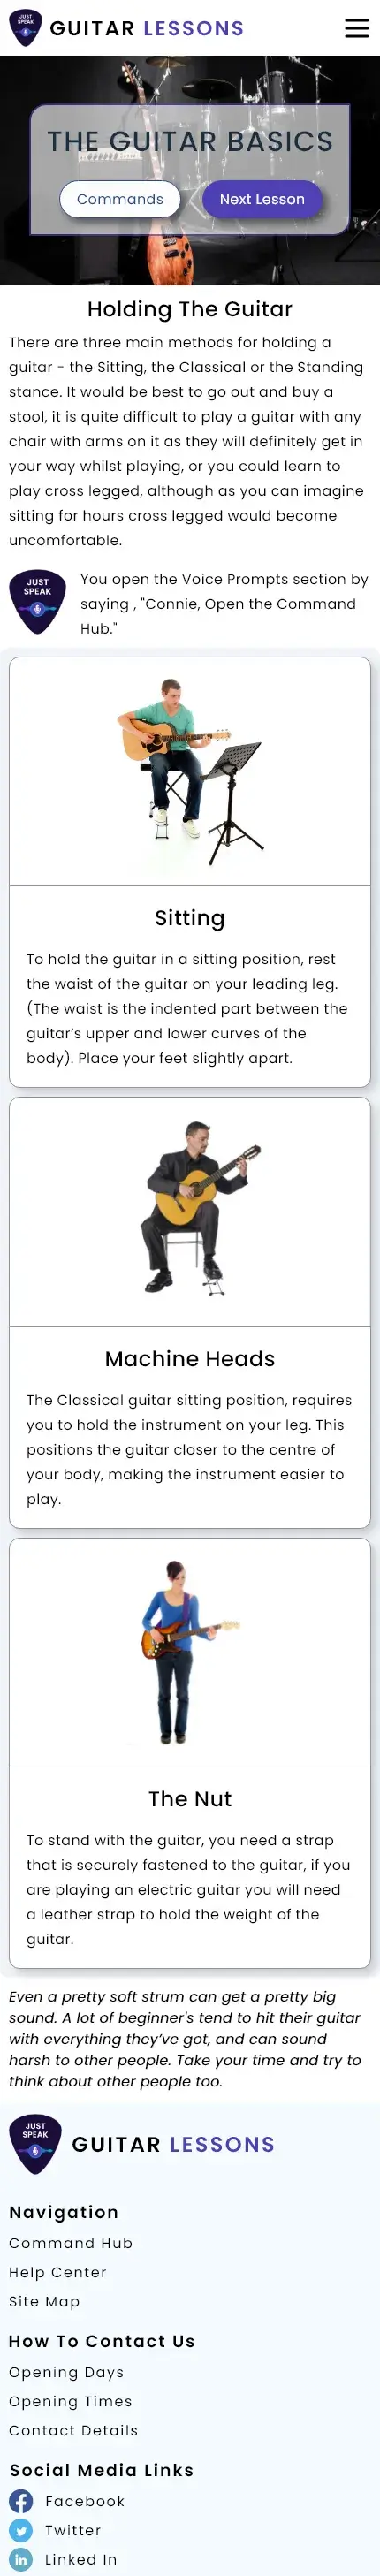 JUST
SPEAK
GUITAR LESSONS
THE GUITAR BASICS
Commands
Next Lesson
Holding The Guitar
There are three main methods for holding a
guitar - the Sitting, the Classical or the Standing
stance. It would be best to go out and buy a
stool, it is quite difficult to play a guitar with any
chair with arms on it as they will definitely get in
your way whilst playing, or you could learn to
play cross legged, although as you can imagine
sitting for hours cross legged would become
uncomfortable.
JUST
SPEAK
You open the Voice Prompts section by
saying , "Connie, Open the Command
Hub."
Sitting
To hold the guitar in a sitting position, rest
the waist of the guitar on your leading leg.
(The waist is the indented part between the
guitar’s upper and lower curves of the
body). Place your feet slightly apart.
Machine Heads
The Classical guitar sitting position, requires
you to hold the instrument on your leg. This
positions the guitar closer to the centre of
your body, making the instrument easier to
play.
The Nut
To stand with the guitar, you need a strap
that is securely fastened to the guitar, if you
are playing an electric guitar you will need
a leather strap to hold the weight of the
guitar.
Even a pretty soft strum can get a pretty big
sound. A lot of beginner's tend to hit their guitar
with everything they’ve got, and can sound
harsh to other people. Take your time and try to
think about other people too.
JUST
SPEAK
GUITAR LESSONS
Navigation
Command Hub
Help Center
Site Map
How To Contact Us
Opening Days
Opening Times
Contact Details
Social Media Links
Facebook
Twitter
Linked In